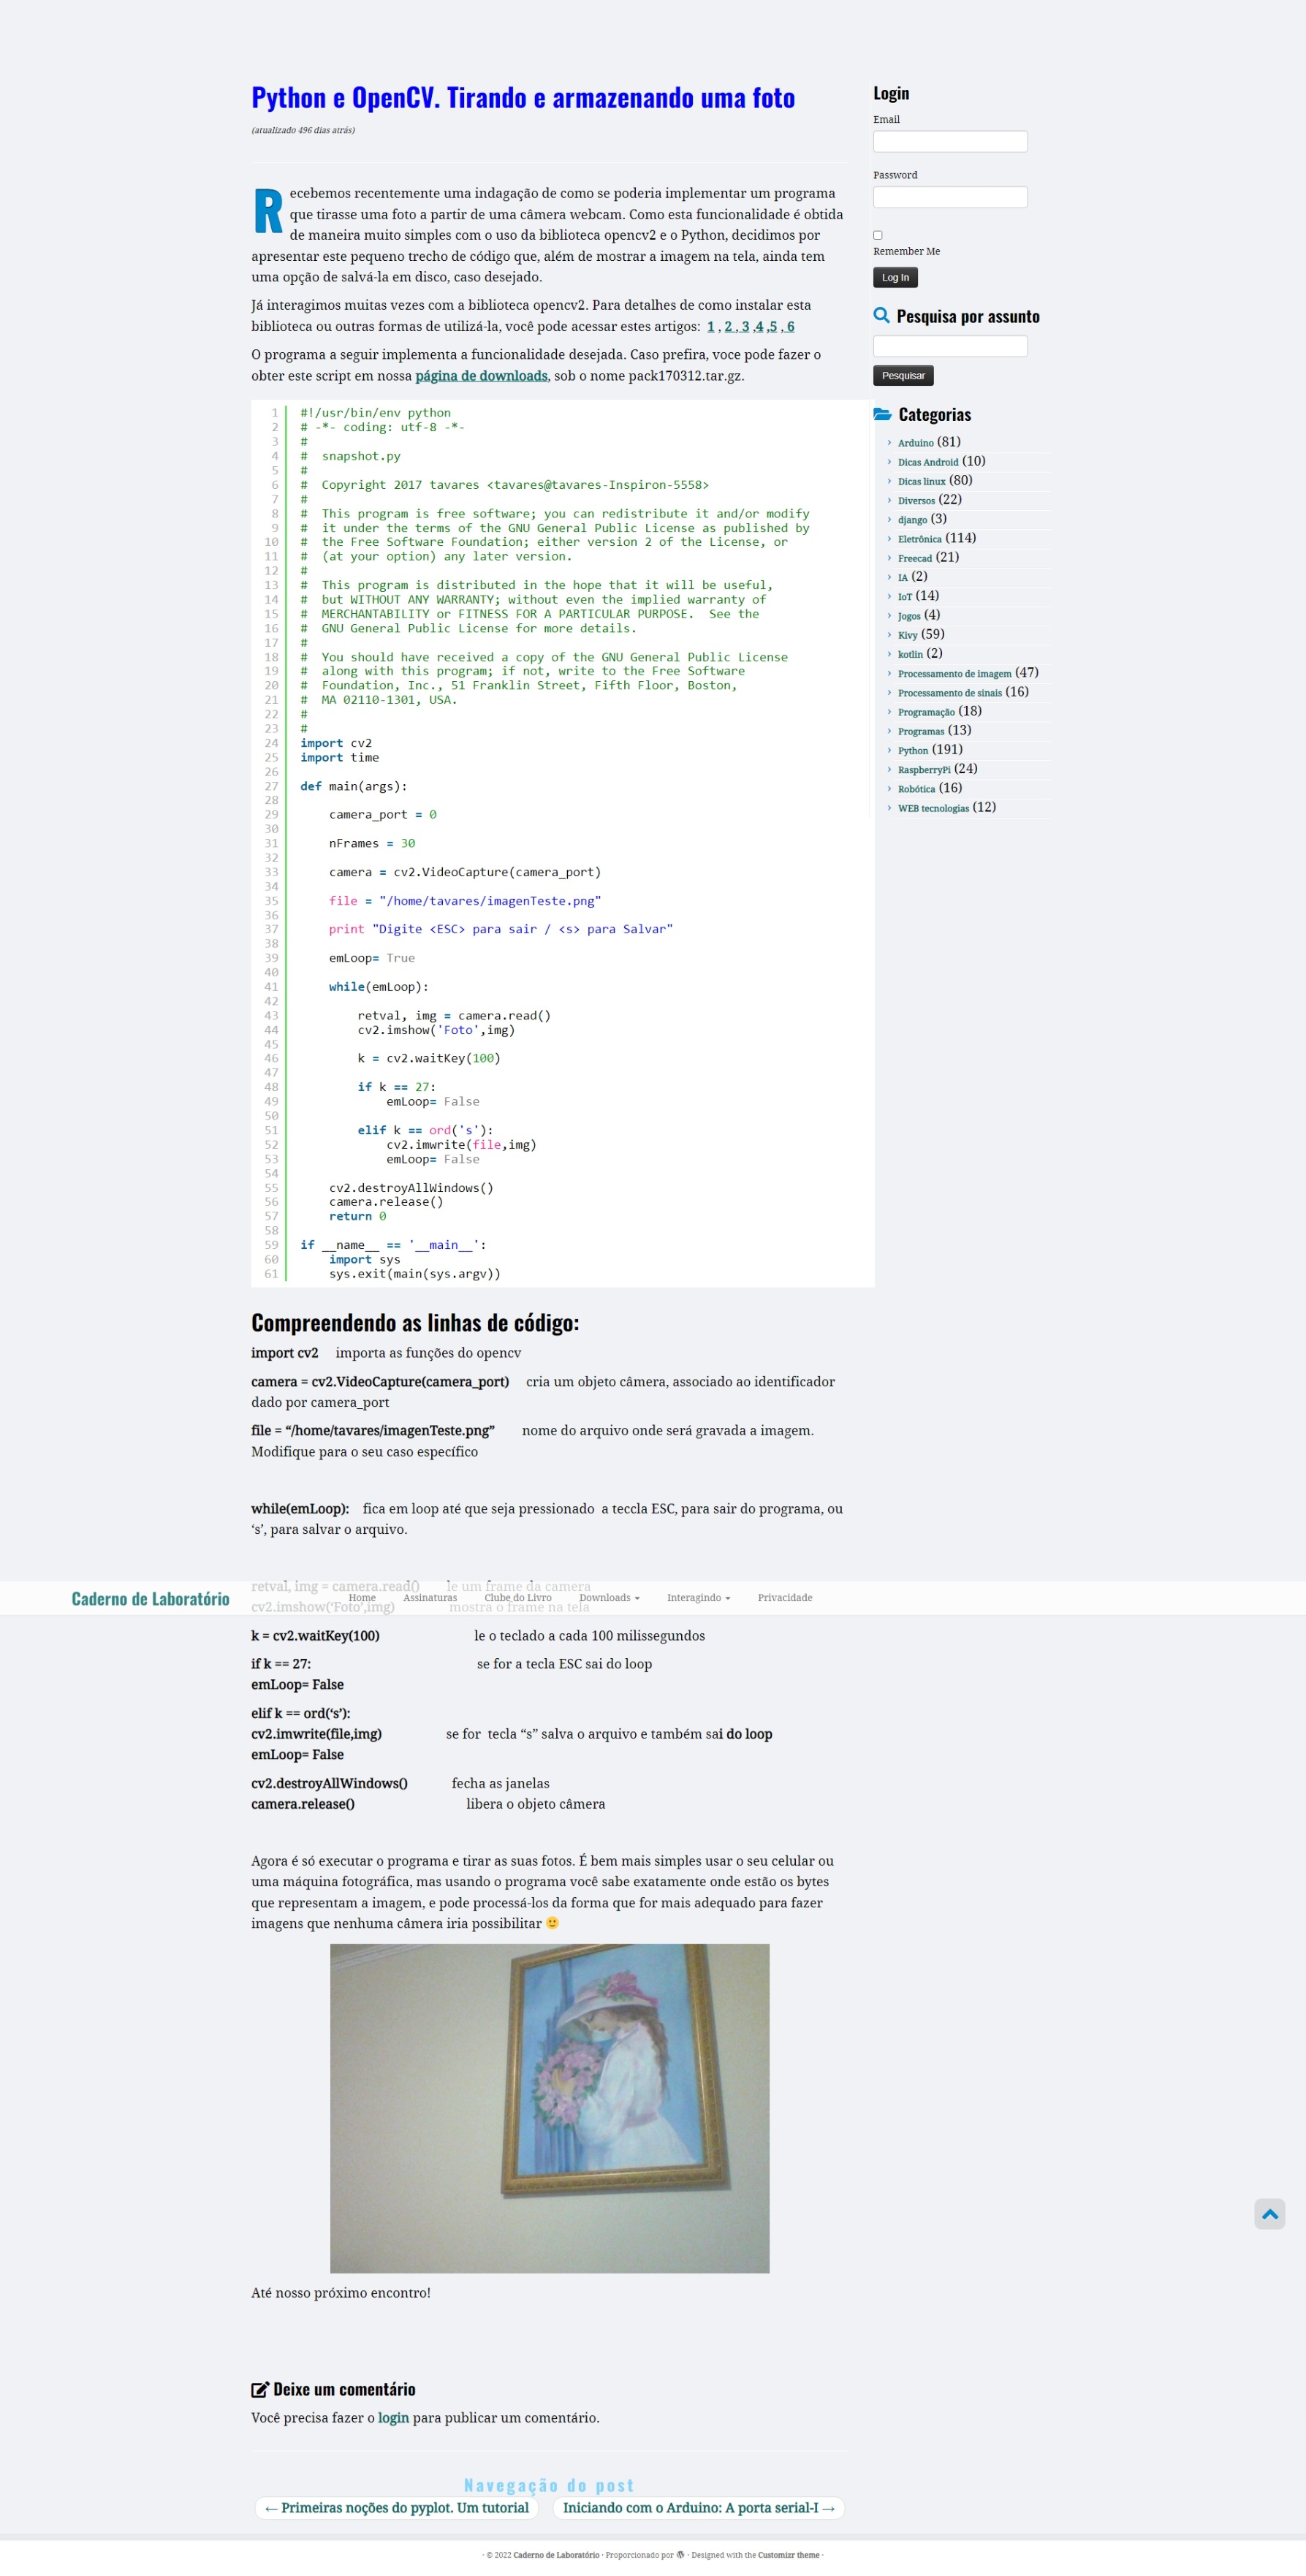 Python e OpenCV. Tirando e armazenando uma foto
(atualizado 496 dias atrás)
Recebemos recentemente uma indagação de como se poderia implementar um programa
que tirasse uma foto a partir de uma câmera webcam. Como esta funcionalidade é obtida
de maneira muito simples com o uso da biblioteca opencv2 e o Python, decidimos por
apresentar este pequeno trecho de código que, além de mostrar a imagem na tela, ainda tem
uma opção de salvá-la em disco, caso desejado.
Já interagimos muitas vezes com a biblioteca opencv2. Para detalhes de como instalar esta
biblioteca ou outras formas de utilizá-la, você pode acessar estes artigos:  1 , 2 , 3 ,4 ,5 , 6
O programa a seguir implementa a funcionalidade desejada. Caso prefira, voce pode fazer o
obter este script em nossa página de downloads, sob o nome pack170312.tar.gz.
1 #!/usr/bin/env python
2 # -*- coding: utf-8 -*-
3 #
4 #  snapshot.py
5 #
6 #  Copyright 2017 tavares <tavares@tavares-Inspiron-5558>
7 #
8 #  This program is free software; you can redistribute it and/or modify
9 #  it under the terms of the GNU General Public License as published by
10 #  the Free Software Foundation; either version 2 of the License, or
11 #  (at your option) any later version.
12 #
13 #  This program is distributed in the hope that it will be useful,
14 #  but WITHOUT ANY WARRANTY; without even the implied warranty of
15 #  MERCHANTABILITY or FITNESS FOR A PARTICULAR PURPOSE.  See the
16 #  GNU General Public License for more details.
17 #
18 #  You should have received a copy of the GNU General Public License
19 #  along with this program; if not, write to the Free Software
20 #  Foundation, Inc., 51 Franklin Street, Fifth Floor, Boston,
21 #  MA 02110-1301, USA.
22 #
23 #
24 import cv2
25 import time
26
27 def main(args):
28
29     camera_port = 0
30
31     nFrames = 30
32
33     camera = cv2.VideoCapture(camera_port)
34
35     file = "/home/tavares/imagenTeste.png"
36
37     print "Digite <ESC> para sair / <s> para Salvar"
38
39     emLoop= True
40
41     while(emLoop):
42
43         retval, img = camera.read()
44         cv2.imshow('Foto',img)
45
46         k = cv2.waitKey(100)
47
48         if k == 27:
49             emLoop= False
50
51         elif k == ord('s'):
52             cv2.imwrite(file,img)
53             emLoop= False
54
55     cv2.destroyAllWindows()
56     camera.release()
57     return 0
58
59 if __name__ == '__main__':
60     import sys
61     sys.exit(main(sys.argv))
Compreendendo as linhas de código:
import cv2     importa as funções do opencv
camera = cv2.VideoCapture(camera_port)     cria um objeto câmera, associado ao identificador
dado por camera_port
file = “/home/tavares/imagenTeste.png”       nome do arquivo onde será gravada a imagem.
Modifique para o seu caso específico
while(emLoop):    fica em loop até que seja pressionado  a teccla ESC, para sair do programa, ou
‘s’, para salvar o arquivo.
retval, img = camera.read()       le um frame da camera
Caderno de Laboratório Home Assinaturas Clube do Livro Downloads Interagindo Privacidade
cv2.imshow(‘Foto’,img)              mostra o frame na tela
k = cv2.waitKey(100)                         le o teclado a cada 100 milissegundos
if k == 27:                                            se for a tecla ESC sai do loop
emLoop= False
elif k == ord(‘s’):
cv2.imwrite(file,img)                 se for  tecla “s” salva o arquivo e também sai do loop
emLoop= False
cv2.destroyAllWindows()            fecha as janelas
camera.release()                             libera o objeto câmera
Agora é só executar o programa e tirar as suas fotos. É bem mais simples usar o seu celular ou
uma máquina fotográfica, mas usando o programa você sabe exatamente onde estão os bytes
que representam a imagem, e pode processá-los da forma que for mais adequado para fazer
imagens que nenhuma câmera iria possibilitar 🙂
Até nosso próximo encontro!
Deixe um comentário
Você precisa fazer o login para publicar um comentário.
Navegação do post
← Primeiras noções do pyplot. Um tutorial
Iniciando com o Arduino: A porta serial-I →
Login
Email
Password
Remember Me
Log In
Pesquisa por assunto
Pesquisar
Categorias
Arduino (81)
Dicas Android (10)
Dicas linux (80)
Diversos (22)
django (3)
Eletrônica (114)
Freecad (21)
IA (2)
IoT (14)
Jogos (4)
Kivy (59)
kotlin (2)
Processamento de imagem (47)
Processamento de sinais (16)
Programação (18)
Programas (13)
Python (191)
RaspberryPi (24)
Robótica (16)
WEB tecnologias (12)
· © 2022 Caderno de Laboratório · Proporcionado por · Designed with the Customizr theme ·